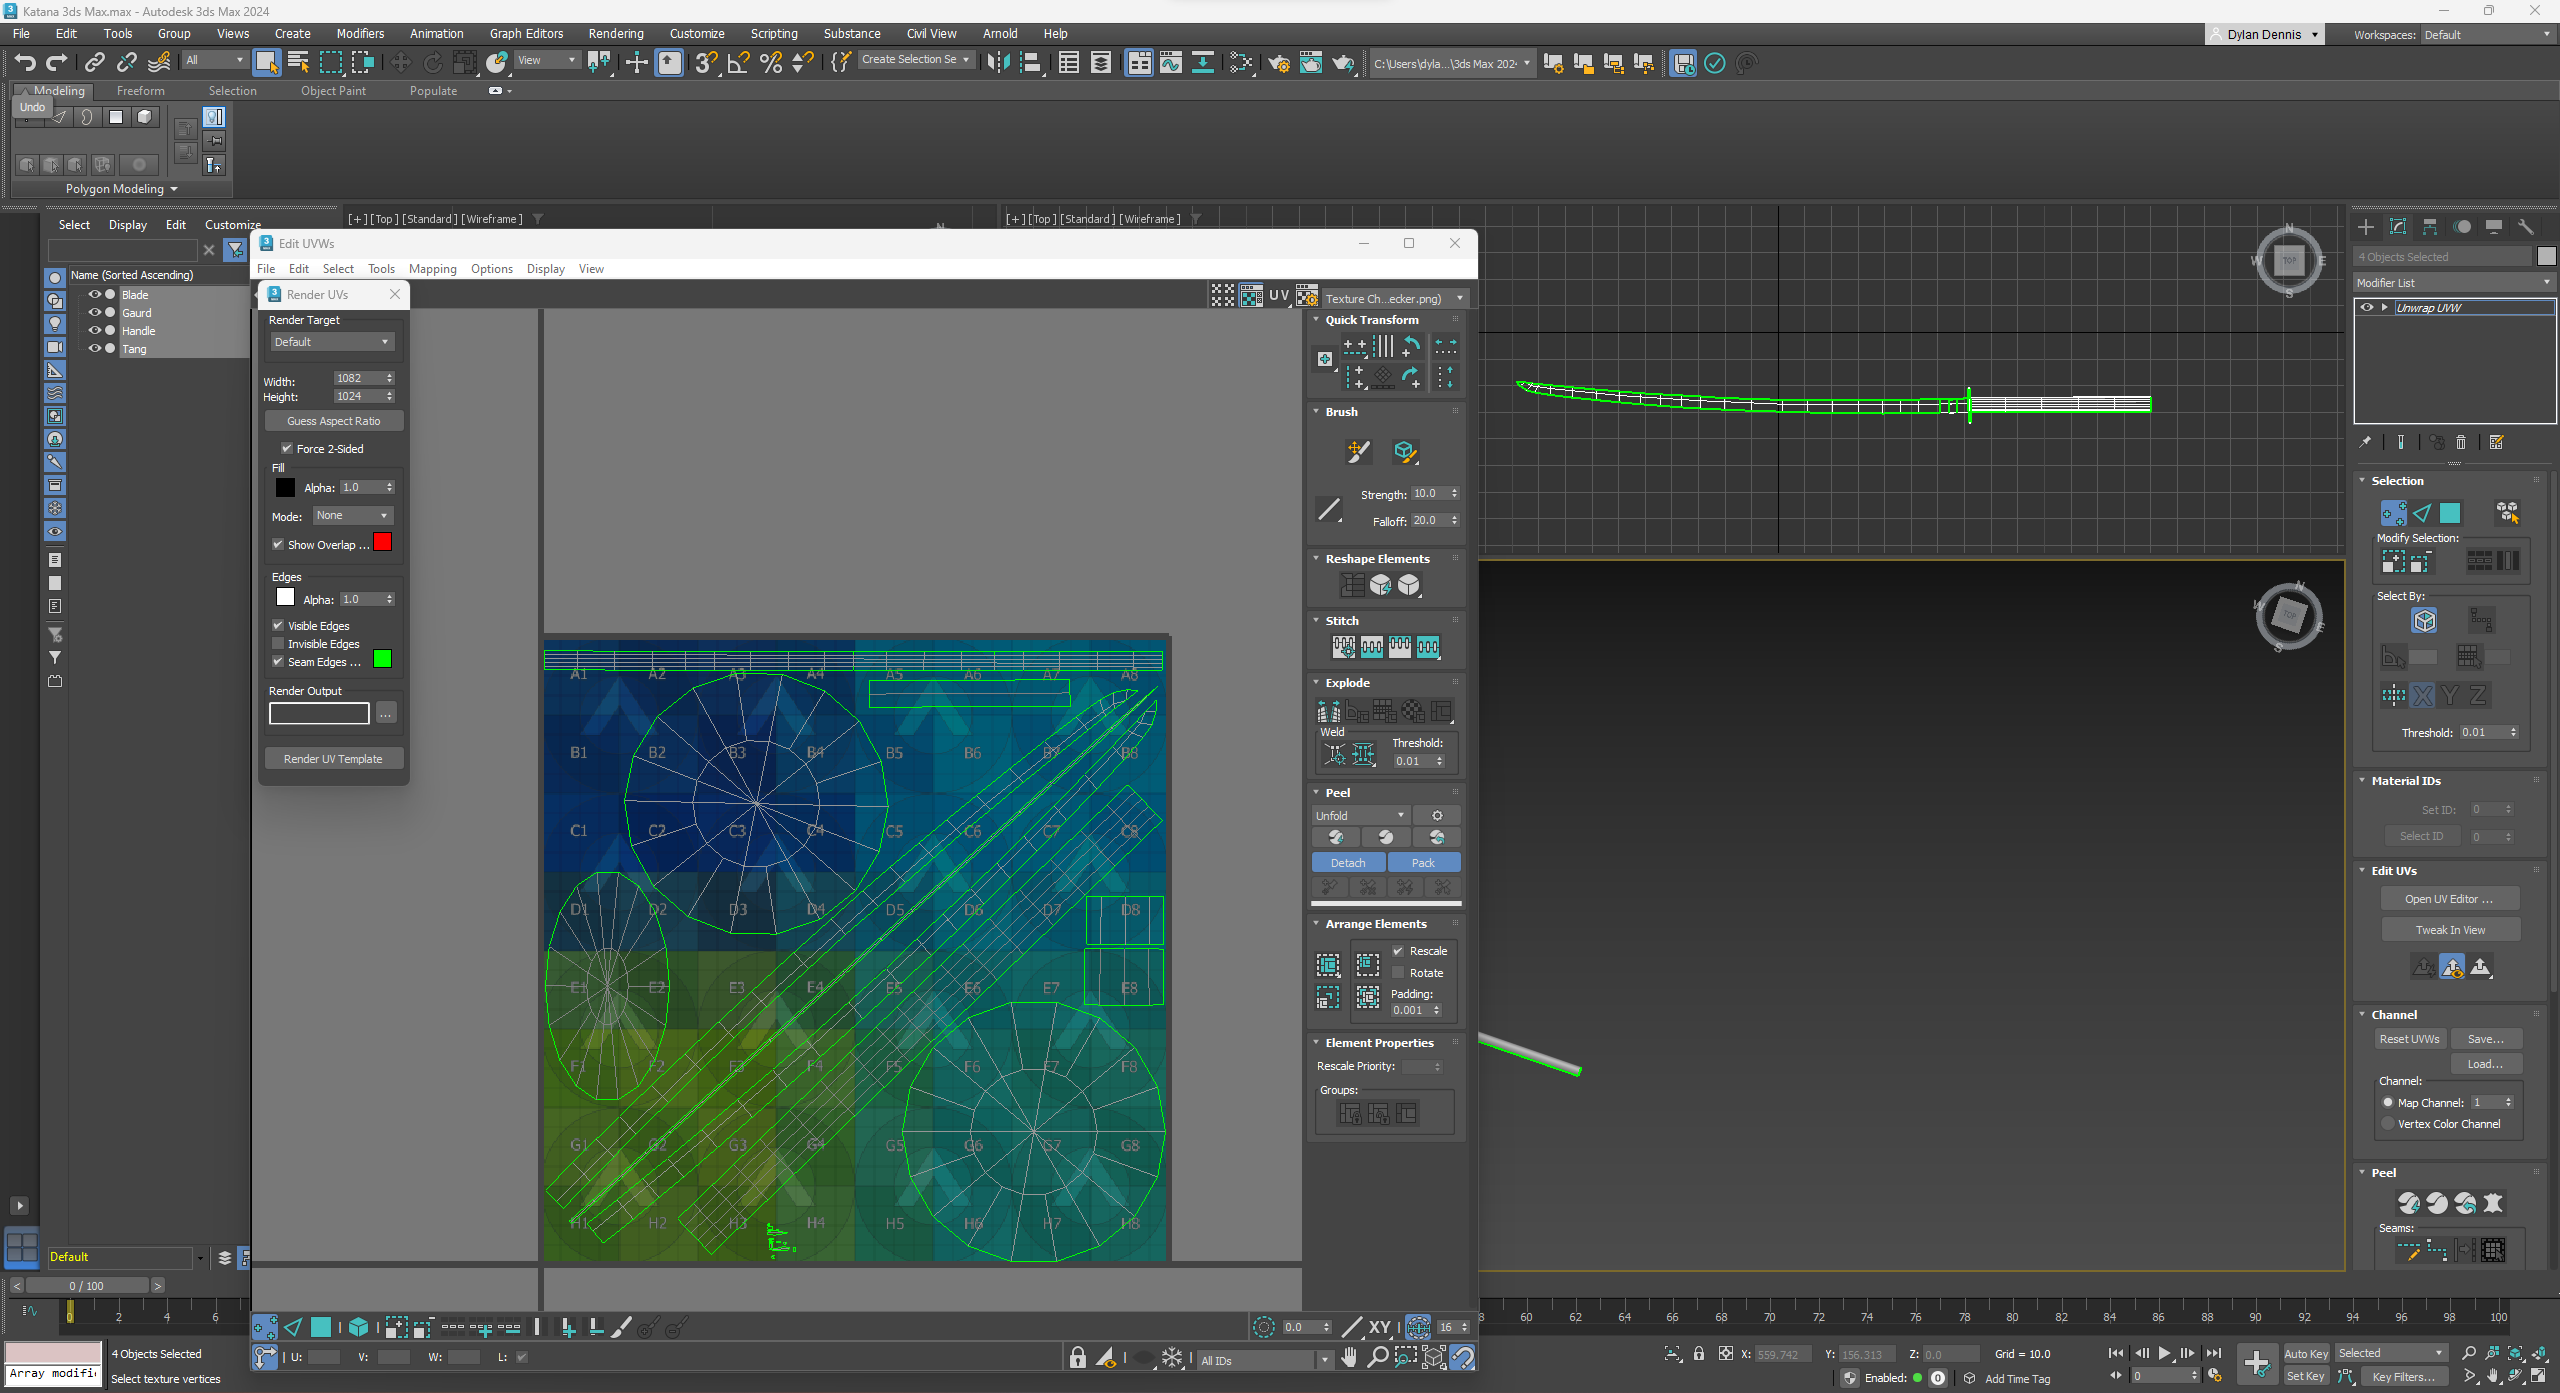 Katana 3ds Max.max - Autodesk 3ds Max 2024
File Edit Tools Group Views Create Modifiers Animation Graph Editors Rendering Customize Scripting Substance Civil View Arnold Help
Dylan Dennis
Workspaces: Default
All
View
Create Selection Se
C:\Users\dyla...\3ds Max 202
Modeling Freeform Selection Object Paint Populate
Undo
Polygon Modeling
Select Display Edit Customize
[+] [Top] [Standard] [Wireframe]
[+] [Top] [Standard] [Wireframe]
Name (Sorted Ascending)
Blade
Gaurd
Handle
Tang
Edit UVWs
File Edit Select Tools Mapping Options Display View
UV
Texture Ch...ecker.png)
Render UVs
Render Target
Default
Width: 1082
Height: 1024
Guess Aspect Ratio
Force 2-Sided
Fill
Alpha: 1.0
Mode: None
Show Overlap ...
Edges
Alpha: 1.0
Visible Edges
Invisible Edges
Seam Edges ...
Render Output
...
Render UV Template
A1 A2 A3 A4 A5 A6 A7 A8
B1 B2 B3 B4 B5 B6 B7 B8
C1 C2 C3 C4 C5 C6 C7 C8
D1 D2 D3 D4 D5 D6 D7 D8
E1 E2 E3 E4 E5 E6 E7 E8
F1 F2 F3 F4 F5 F6 F7 F8
G1 G2 G3 G4 G5 G6 G7 G8
H1 H2 H3 H4 H5 H6 H7 H8
Quick Transform
Brush
Strength: 10.0
Falloff: 20.0
Reshape Elements
Stitch
Explode
Weld
Threshold:
0.01
Peel
Unfold
Detach Pack
Arrange Elements
Rescale
Rotate
Padding:
0.001
Element Properties
Rescale Priority:
Groups:
N
W TOP E
S
N
W TOP E
S
4 Objects Selected
Modifier List
Unwrap UVW
Selection
Modify Selection:
Select By:
X Y Z
Threshold: 0.01
Material IDs
Set ID: 0
Select ID 0
Edit UVs
Open UV Editor ...
Tweak In View
Channel
Reset UVWs Save...
Load...
Channel:
Map Channel: 1
Vertex Color Channel
Peel
Seams:
Default
0 / 100
0 2 4 6
60 62 64 66 68 70 72 74 76 78 80 82 84 86 88 90 92 94 96 98 100
0.0 XY 16
U: V: W: L:
All IDs
Array modifi
4 Objects Selected
Select texture vertices
X: 559.742 Y: 156.313 Z: 0.0 Grid = 10.0
Enabled: 0 Add Time Tag
0
Auto Key Selected
Set Key Key Filters...